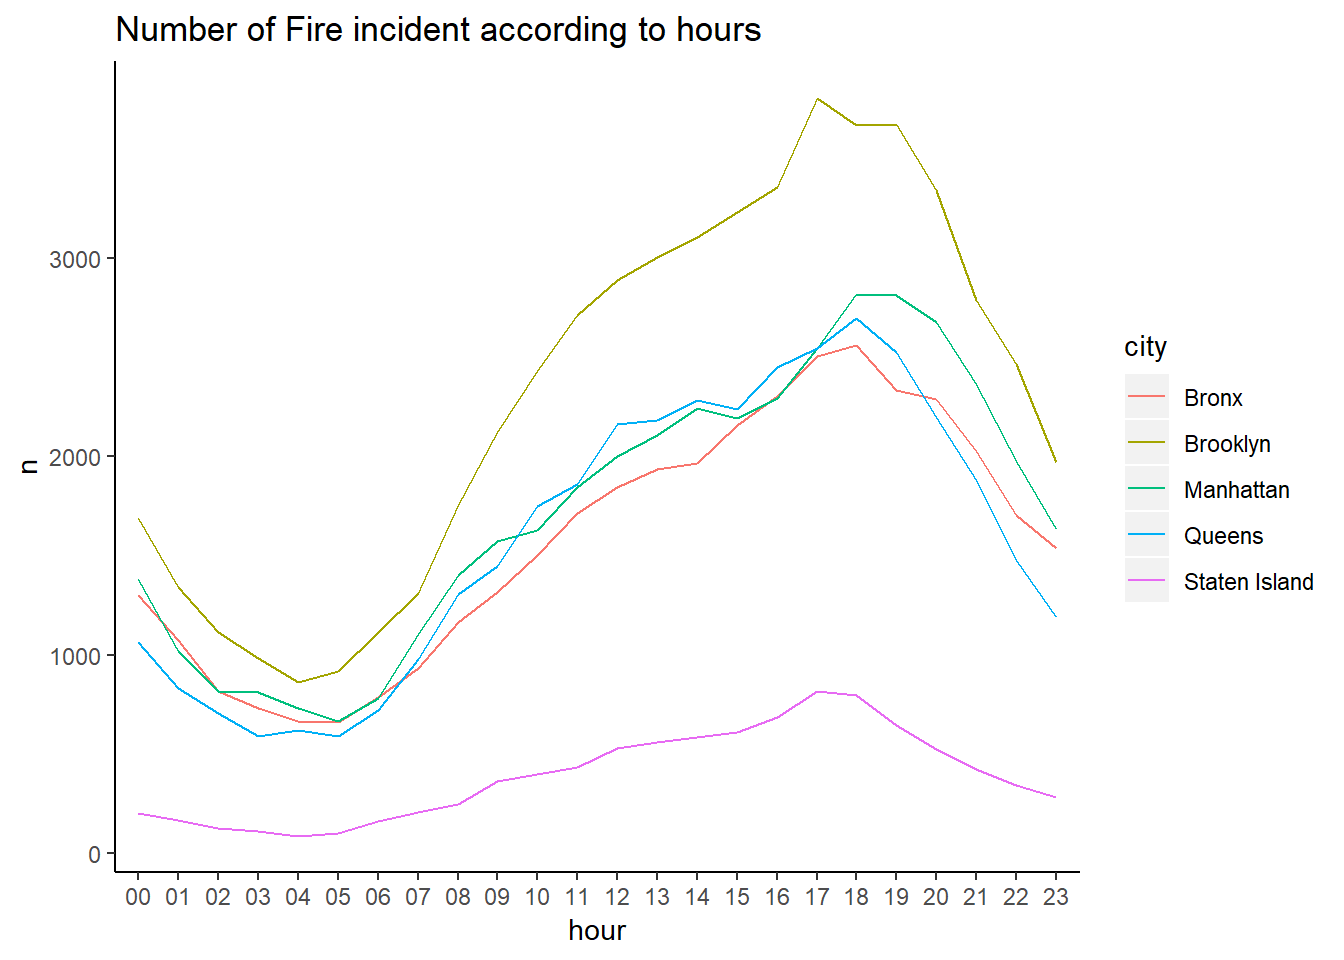 Number of Fire incident according to hours
n
3000
2000
1000
0
00 01 02 03 04 05 06 07 08 09 10 11 12 13 14 15 16 17 18 19 20 21 22 23
hour
city
Bronx
Brooklyn
Manhattan
Queens
Staten Island